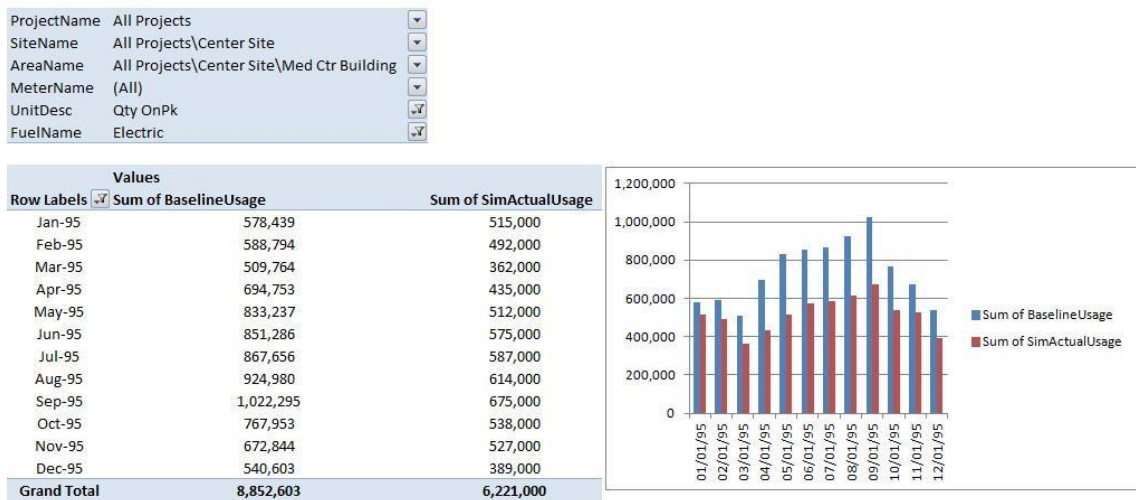 ProjectName All Projects
SiteName All Projects\Center Site
AreaName All Projects\Center Site\Med Ctr Building
MeterName (All)
UnitDesc Qty OnPk
FuelName Electric
Values
Row Labels Sum of BaselineUsage Sum of SimActualUsage
Jan-95 578,439 515,000
Feb-95 588,794 492,000
Mar-95 509,764 362,000
Apr-95 694,753 435,000
May-95 833,237 512,000
Jun-95 851,286 575,000
Jul-95 867,656 587,000
Aug-95 924,980 614,000
Sep-95 1,022,295 675,000
Oct-95 767,953 538,000
Nov-95 672,844 527,000
Dec-95 540,603 389,000
Grand Total 8,852,603 6,221,000
1,200,000
1,000,000
800,000
600,000
400,000
200,000
0
01/01/95
02/01/95
03/01/95
04/01/95
05/01/95
06/01/95
07/01/95
08/01/95
09/01/95
10/01/95
11/01/95
12/01/95
Sum of BaselineUsage
Sum of SimActualUsage